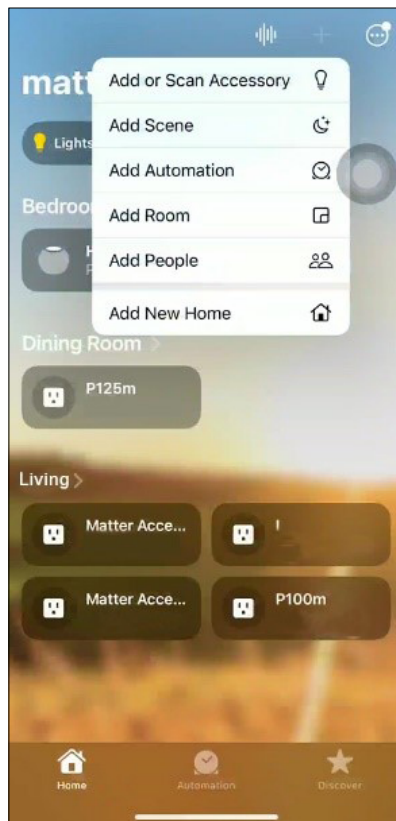 matt
Add or Scan Accessory
Add Scene
Lights
Add Automation
Bedroo
Add Room
H
P
Add People
Add New Home
Dining Room >
P125m
Living >
Matter Acce...
!
Matter Acce...
P100m
Home
Automation
Discover